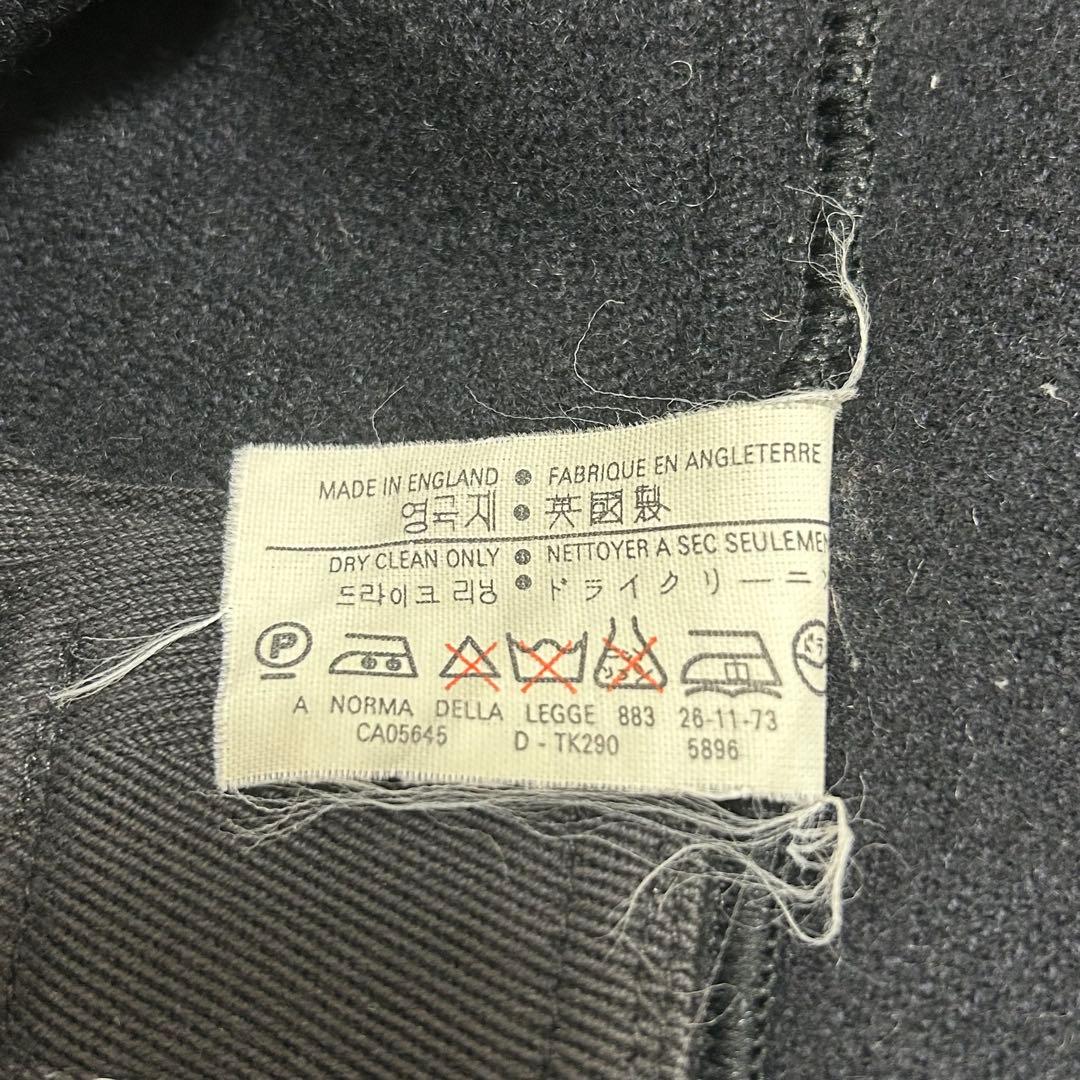 MADE IN ENGLAND • FABRIQUE EN ANGLETERRE
영국제 • 英國製
DRY CLEAN ONLY • NETTOYER A SEC SEULEME
드라이크 리닝 • ドライクリーニ
P
A NORMA DELLA LEGGE 883 26-11-73
CA05645 D - TK290 5896